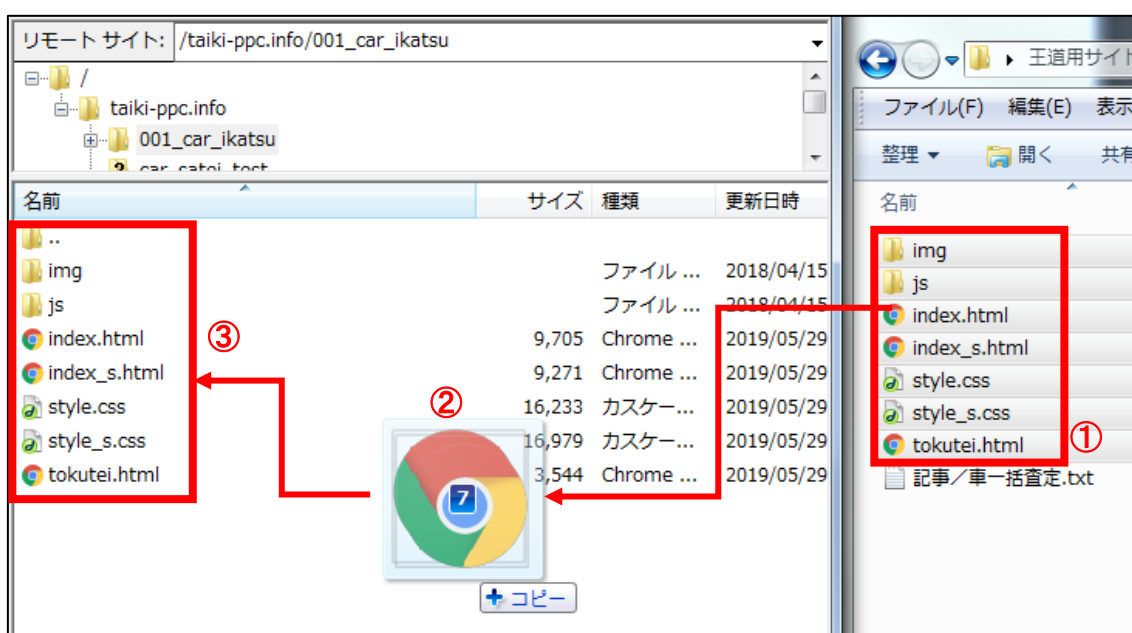 リモート サイト: /taiki-ppc.info/001_car_ikatsu
/
taiki-ppc.info
001_car_ikatsu
car_satei_test
名前 サイズ 種類 更新日時
..
img ファイル ... 2018/04/15
js ファイル ... 2018/04/15
index.html 9,705 Chrome ... 2019/05/29
index_s.html 9,271 Chrome ... 2019/05/29
style.css 16,233 カスケー... 2019/05/29
style_s.css 16,979 カスケー... 2019/05/29
tokutei.html 3,544 Chrome ... 2019/05/29
③
②
7
コピー
王道用サイト
ファイル(F) 編集(E) 表示
整理 開く 共有
名前
img
js
index.html
index_s.html
style.css
style_s.css
tokutei.html
①
記事/車一括査定.txt